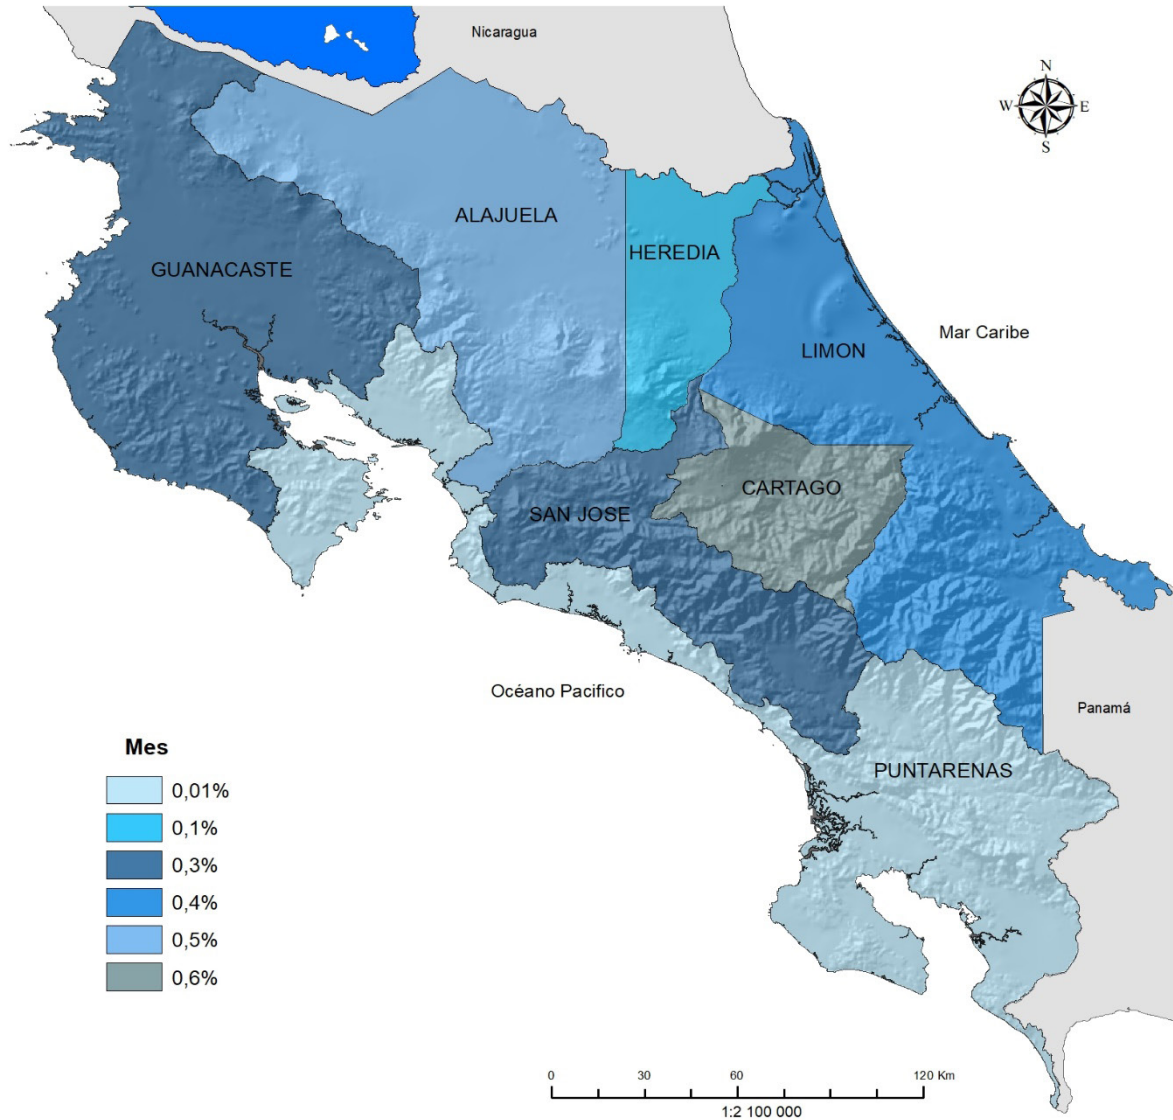 Nicaragua
N
W E
S
ALAJUELA
HEREDIA
GUANACASTE
Mar Caribe
LIMON
CARTAGO
SAN JOSE
Océano Pacifico
Panamá
PUNTARENAS
Mes
0,01%
0,1%
0,3%
0,4%
0,5%
0,6%
0 30 60 120 Km
1:2 100 000